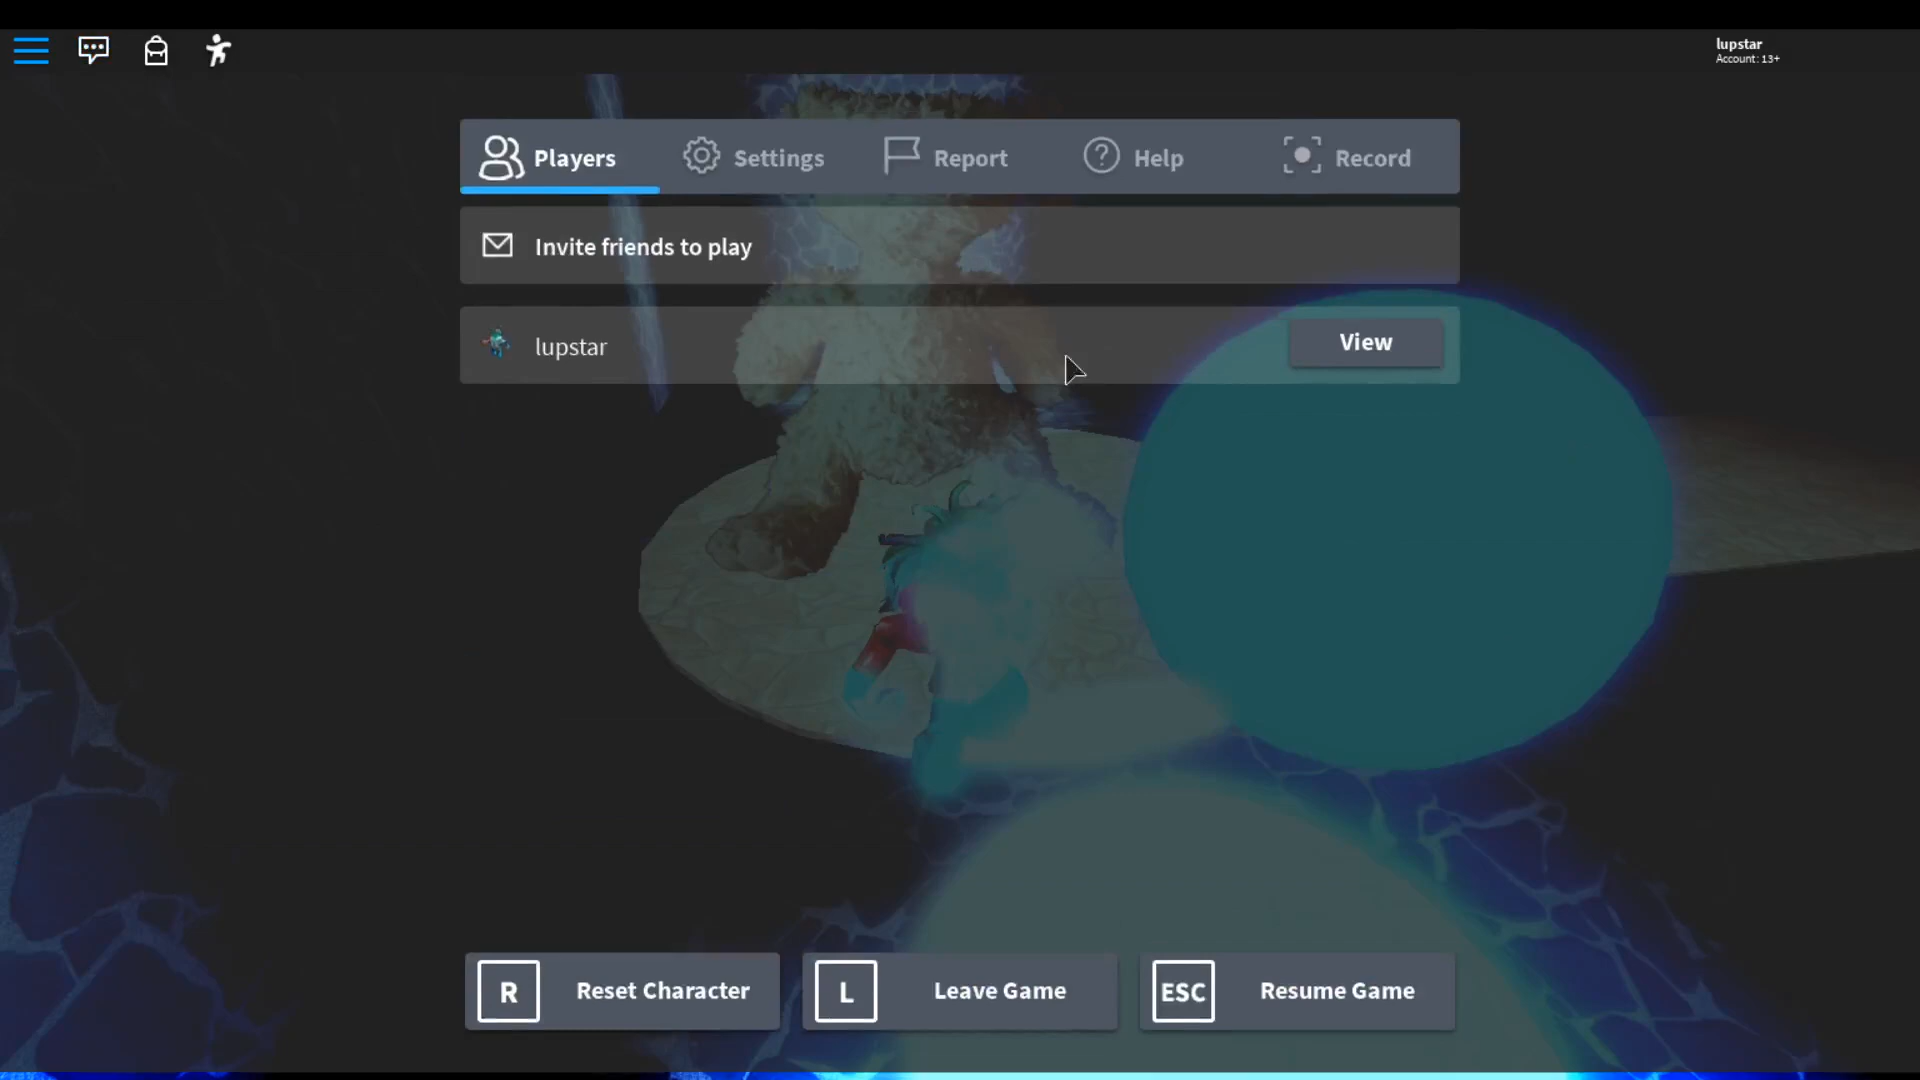 lupstar
Account: 13+
Players
Settings
Report
Help
Record
Invite friends to play
lupstar
View
R
Reset Character
L
Leave Game
ESC
Resume Game